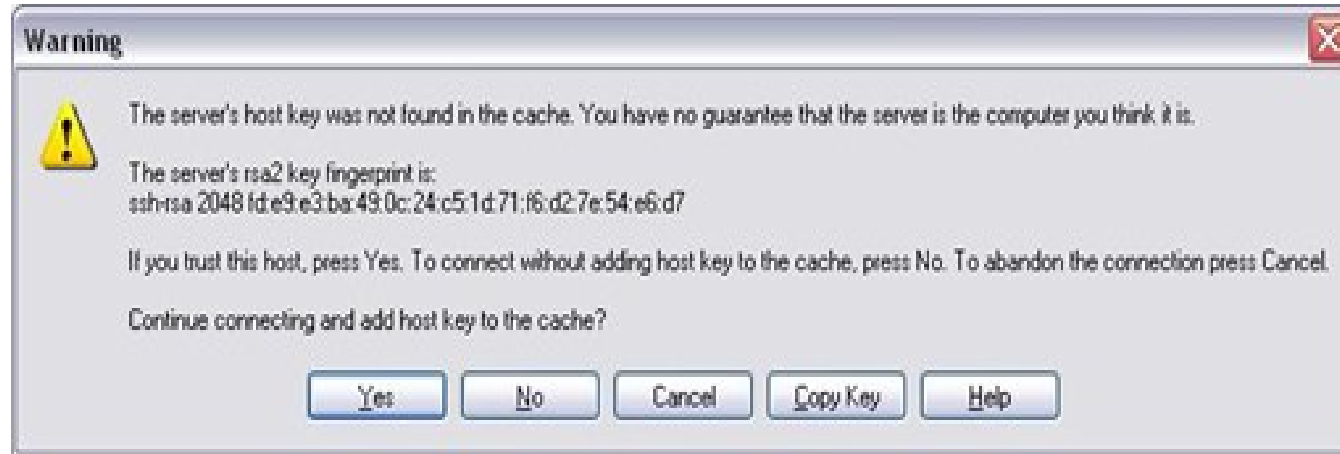 Warning
The server's host key was not found in the cache. You have no guarantee that the server is the computer you think it is.
The server's rsa2 key fingerprint is:
ssh-rsa 2048 fd:e9:e3:ba:49:0c:24:c5:1d:71:f6:d2:7e:54:e6:d7
If you trust this host, press Yes. To connect without adding host key to the cache, press No. To abandon the connection press Cancel.
Continue connecting and add host key to the cache?
Yes No Cancel Copy Key Help